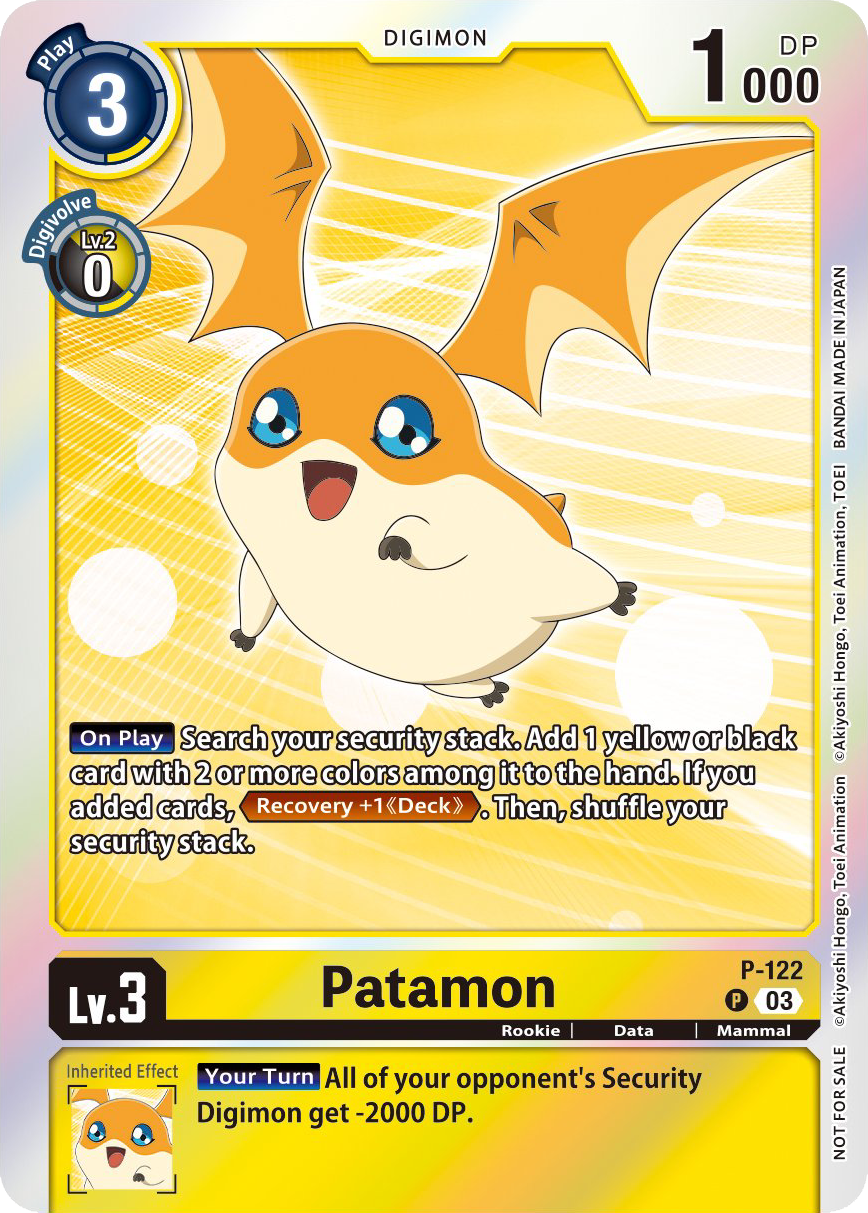 DIGIMON
Play
3
DP
1000
Digivolve
Lv.2
0
On Play Search your security stack. Add 1 yellow or black
card with 2 or more colors among it to the hand. If you
added cards, Recovery +1《Deck》. Then, shuffle your
security stack.
Lv.3
Patamon
P-122
P 03
Rookie | Data | Mammal
Inherited Effect
Your Turn All of your opponent's Security
Digimon get -2000 DP.
©Akiyoshi Hongo, Toei Animation ©Akiyoshi Hongo, Toei Animation, TOEI BANDAI MADE IN JAPAN
NOT FOR SALE